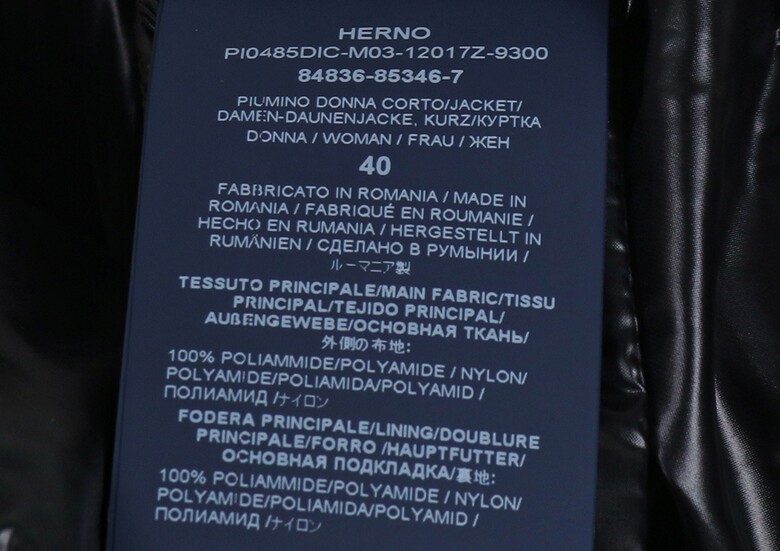 HERNO
PI0485DIC-M03-12017Z-9300
84836-85346-7
PIUMINO DONNA CORTO/JACKET/
DAMEN-DAUNENJACKE, KURZ/КУРТКА
DONNA / WOMAN / FRAU / ЖЕН
40
FABBRICATO IN ROMANIA / MADE IN
ROMANIA / FABRIQUÉ EN ROUMANIE /
HECHO EN RUMANIA / HERGESTELLT IN
RUMÄNIEN / СДЕЛАНО В РУМЫНИИ /
ルーマニア製
TESSUTO PRINCIPALE/MAIN FABRIC/TISSU
PRINCIPAL/TEJIDO PRINCIPAL/
AUßENGEWEBE/ОСНОВНАЯ ТКАНЬ/
外側の布地:
100% POLIAMMIDE/POLYAMIDE / NYLON/
POLYAMIDE/POLIAMIDA/POLYAMID /
ПОЛИАМИД /ナイロン
FODERA PRINCIPALE/LINING/DOUBLURE
PRINCIPALE/FORRO /HAUPTFUTTER/
ОСНОВНАЯ ПОДКЛАДКА/裏地:
100% POLIAMMIDE/POLYAMIDE / NYLON/
POLYAMIDE/POLIAMIDA/POLYAMID /
ПОЛИАМИД /ナイロン